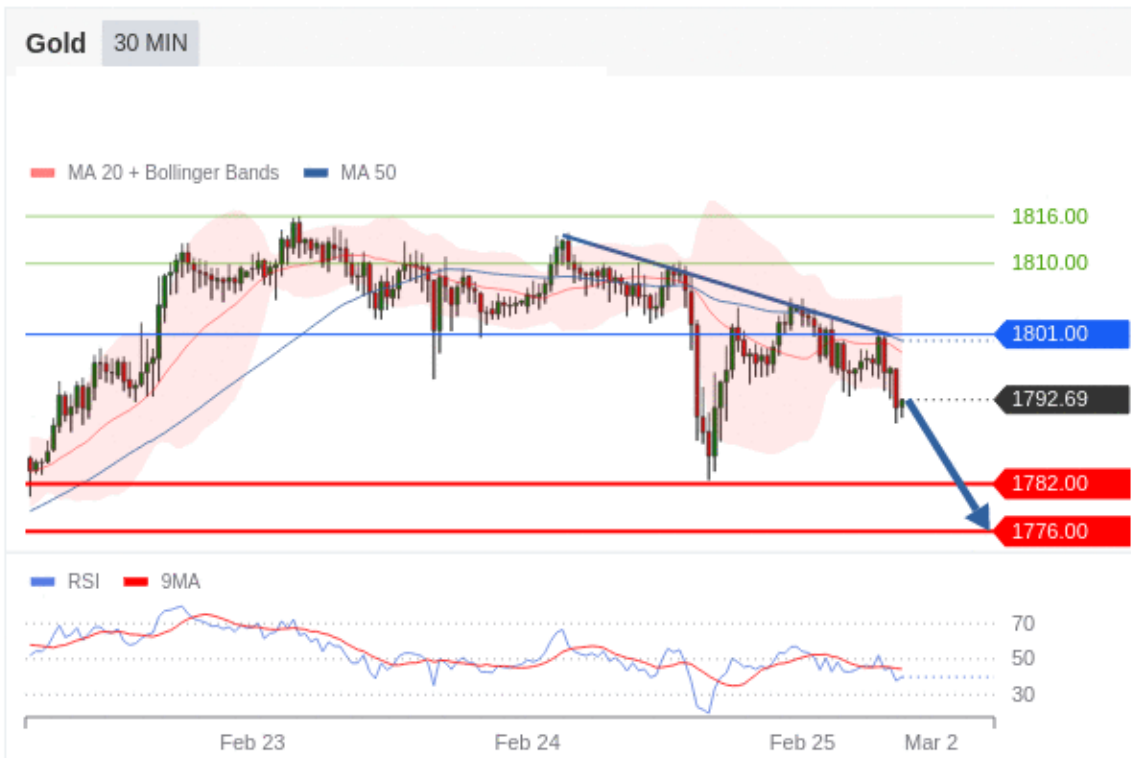 Gold 30 MIN
MA 20 + Bollinger Bands MA 50
1816.00
1810.00
1801.00
1792.69
1782.00
1776.00
RSI 9MA
70
50
30
Feb 23 Feb 24 Feb 25 Mar 2